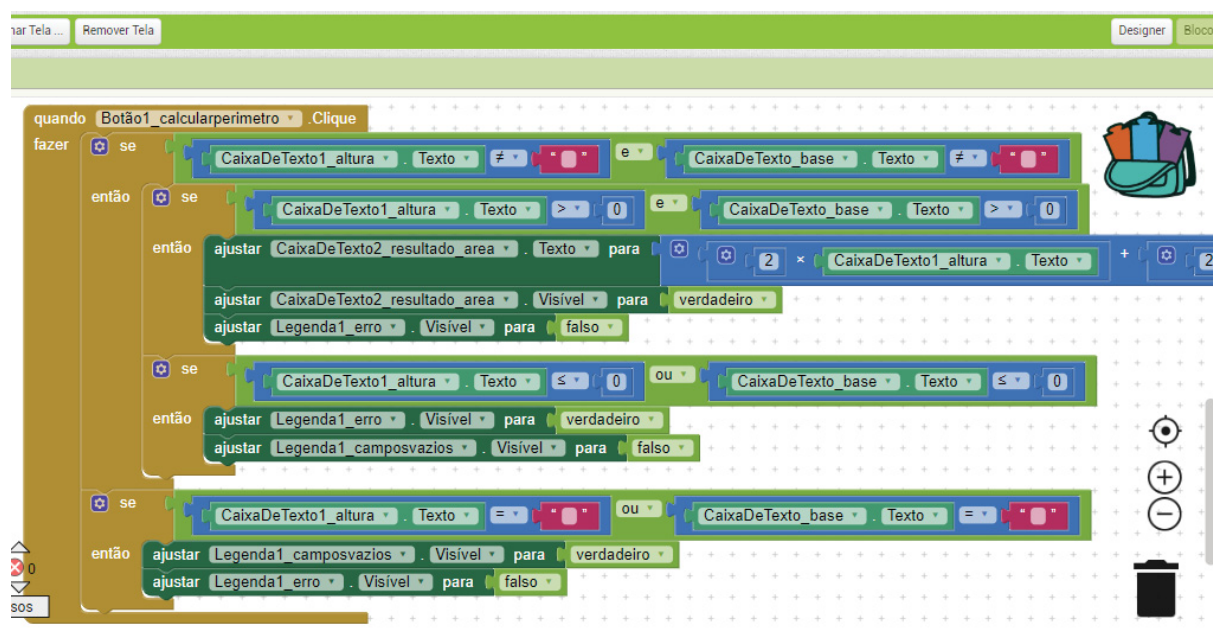 Remover Tela Designer
quando Botão1_calcularperimetro .Clique
fazer se CaixaDeTexto1_altura . Texto ≠ " " e CaixaDeTexto_base . Texto ≠ " "
então se CaixaDeTexto1_altura . Texto > 0 e CaixaDeTexto_base . Texto > 0
então ajustar CaixaDeTexto2_resultado_area . Texto para 2 × CaixaDeTexto1_altura . Texto + 2
ajustar CaixaDeTexto2_resultado_area . Visível para verdadeiro
ajustar Legenda1_erro . Visível para falso
se CaixaDeTexto1_altura . Texto ≤ 0 ou CaixaDeTexto_base . Texto ≤ 0
então ajustar Legenda1_erro . Visível para verdadeiro
ajustar Legenda1_camposvazios . Visível para falso
se CaixaDeTexto1_altura . Texto = " " ou CaixaDeTexto_base . Texto = " "
então ajustar Legenda1_camposvazios . Visível para verdadeiro
0
ajustar Legenda1_erro . Visível para falso